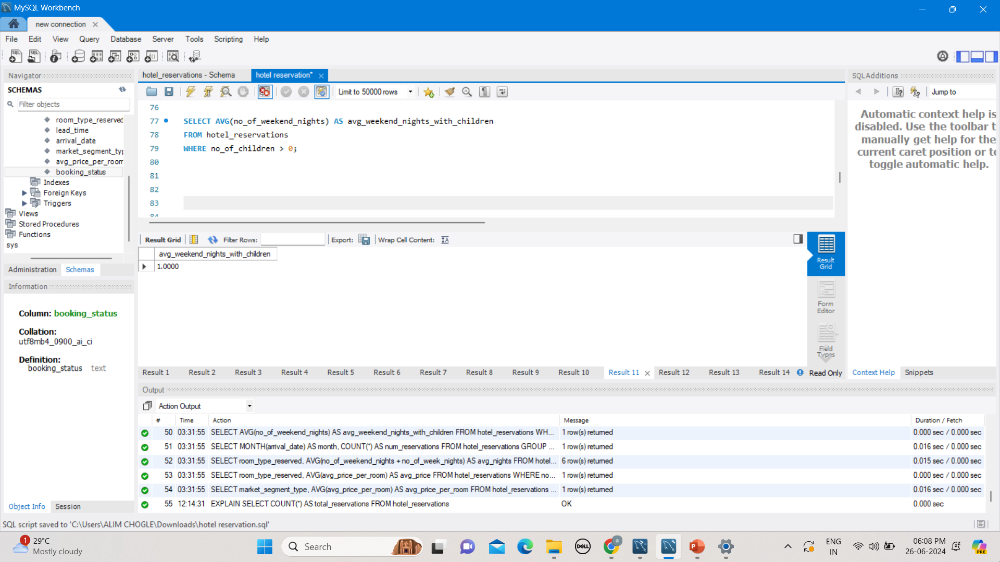 MySQL Workbench
new connection
File Edit View Query Database Server Tools Scripting Help
Navigator
SCHEMAS
Filter objects
room_type_reserved
lead_time
arrival_date
market_segment_typ
avg_price_per_room
booking_status
Indexes
Foreign Keys
Triggers
Views
Stored Procedures
Functions
sys
Administration Schemas
Information
Column: booking_status
Collation:
utf8mb4_0900_ai_ci
Definition:
booking_status text
Object Info Session
hotel_reservations - Schema hotel reservation*
Limit to 50000 rows
76
77 SELECT AVG(no_of_weekend_nights) AS avg_weekend_nights_with_children
78 FROM hotel_reservations
79 WHERE no_of_children > 0;
80
81
82
83
84
Result Grid Filter Rows: Export: Wrap Cell Content:
avg_weekend_nights_with_children
1.0000
Result Grid
Form Editor
Field Types
Result 1 Result 2 Result 3 Result 4 Result 5 Result 6 Result 7 Result 8 Result 9 Result 10 Result 11 Result 12 Result 13 Result 14 Read Only
SQLAdditions
Jump to
Automatic context help is
disabled. Use the toolbar t
manually get help for the
current caret position or to
toggle automatic help.
Context Help Snippets
Output
Action Output
# Time Action Message Duration / Fetch
50 03:31:55 SELECT AVG(no_of_weekend_nights) AS avg_weekend_nights_with_children FROM hotel_reservations WH... 1 row(s) returned 0.000 sec / 0.000 sec
51 03:31:55 SELECT MONTH(arrival_date) AS month, COUNT(*) AS num_reservations FROM hotel_reservations GROUP ... 1 row(s) returned 0.016 sec / 0.000 sec
52 03:31:55 SELECT room_type_reserved, AVG(no_of_weekend_nights + no_of_week_nights) AS avg_nights FROM hotel... 6 row(s) returned 0.015 sec / 0.000 sec
53 03:31:55 SELECT room_type_reserved, AVG(avg_price_per_room) AS avg_price FROM hotel_reservations WHERE no... 1 row(s) returned 0.000 sec / 0.000 sec
54 03:31:55 SELECT market_segment_type, AVG(avg_price_per_room) AS avg_price_per_room FROM hotel_reservations ... 1 row(s) returned 0.016 sec / 0.000 sec
55 12:14:31 EXPLAIN SELECT COUNT(*) AS total_reservations FROM hotel_reservations OK 0.000 sec
SQL script saved to 'C:\Users\ALIM CHOGLE\Downloads\hotel reservation.sql'
1 29°C
Mostly cloudy
Search
DELL
a
P
ENG
IN
06:08 PM
26-06-2024
PRE